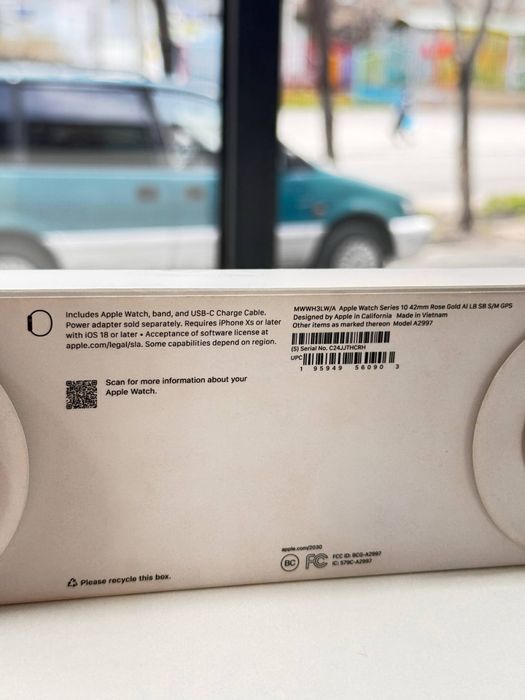 Includes Apple Watch, band, and USB-C Charge Cable.
Power adapter sold separately. Requires iPhone Xs or later
with iOS 18 or later • Acceptance of software license at
apple.com/legal/sla. Some capabilities depend on region.
Scan for more information about your
Apple Watch.
MWWH3LW/A Apple Watch Series 10 42mm Rose Gold Al LB SB S/M GPS
Designed by Apple in California Made in Vietnam
Other items as marked thereon Model A2997
(S) Serial No. C24JJTHCRH
UPC
1 95949 56090 3
apple.com/2030
BC FC FCC ID: BCG-A2997
IC: 579C-A2997
Please recycle this box.